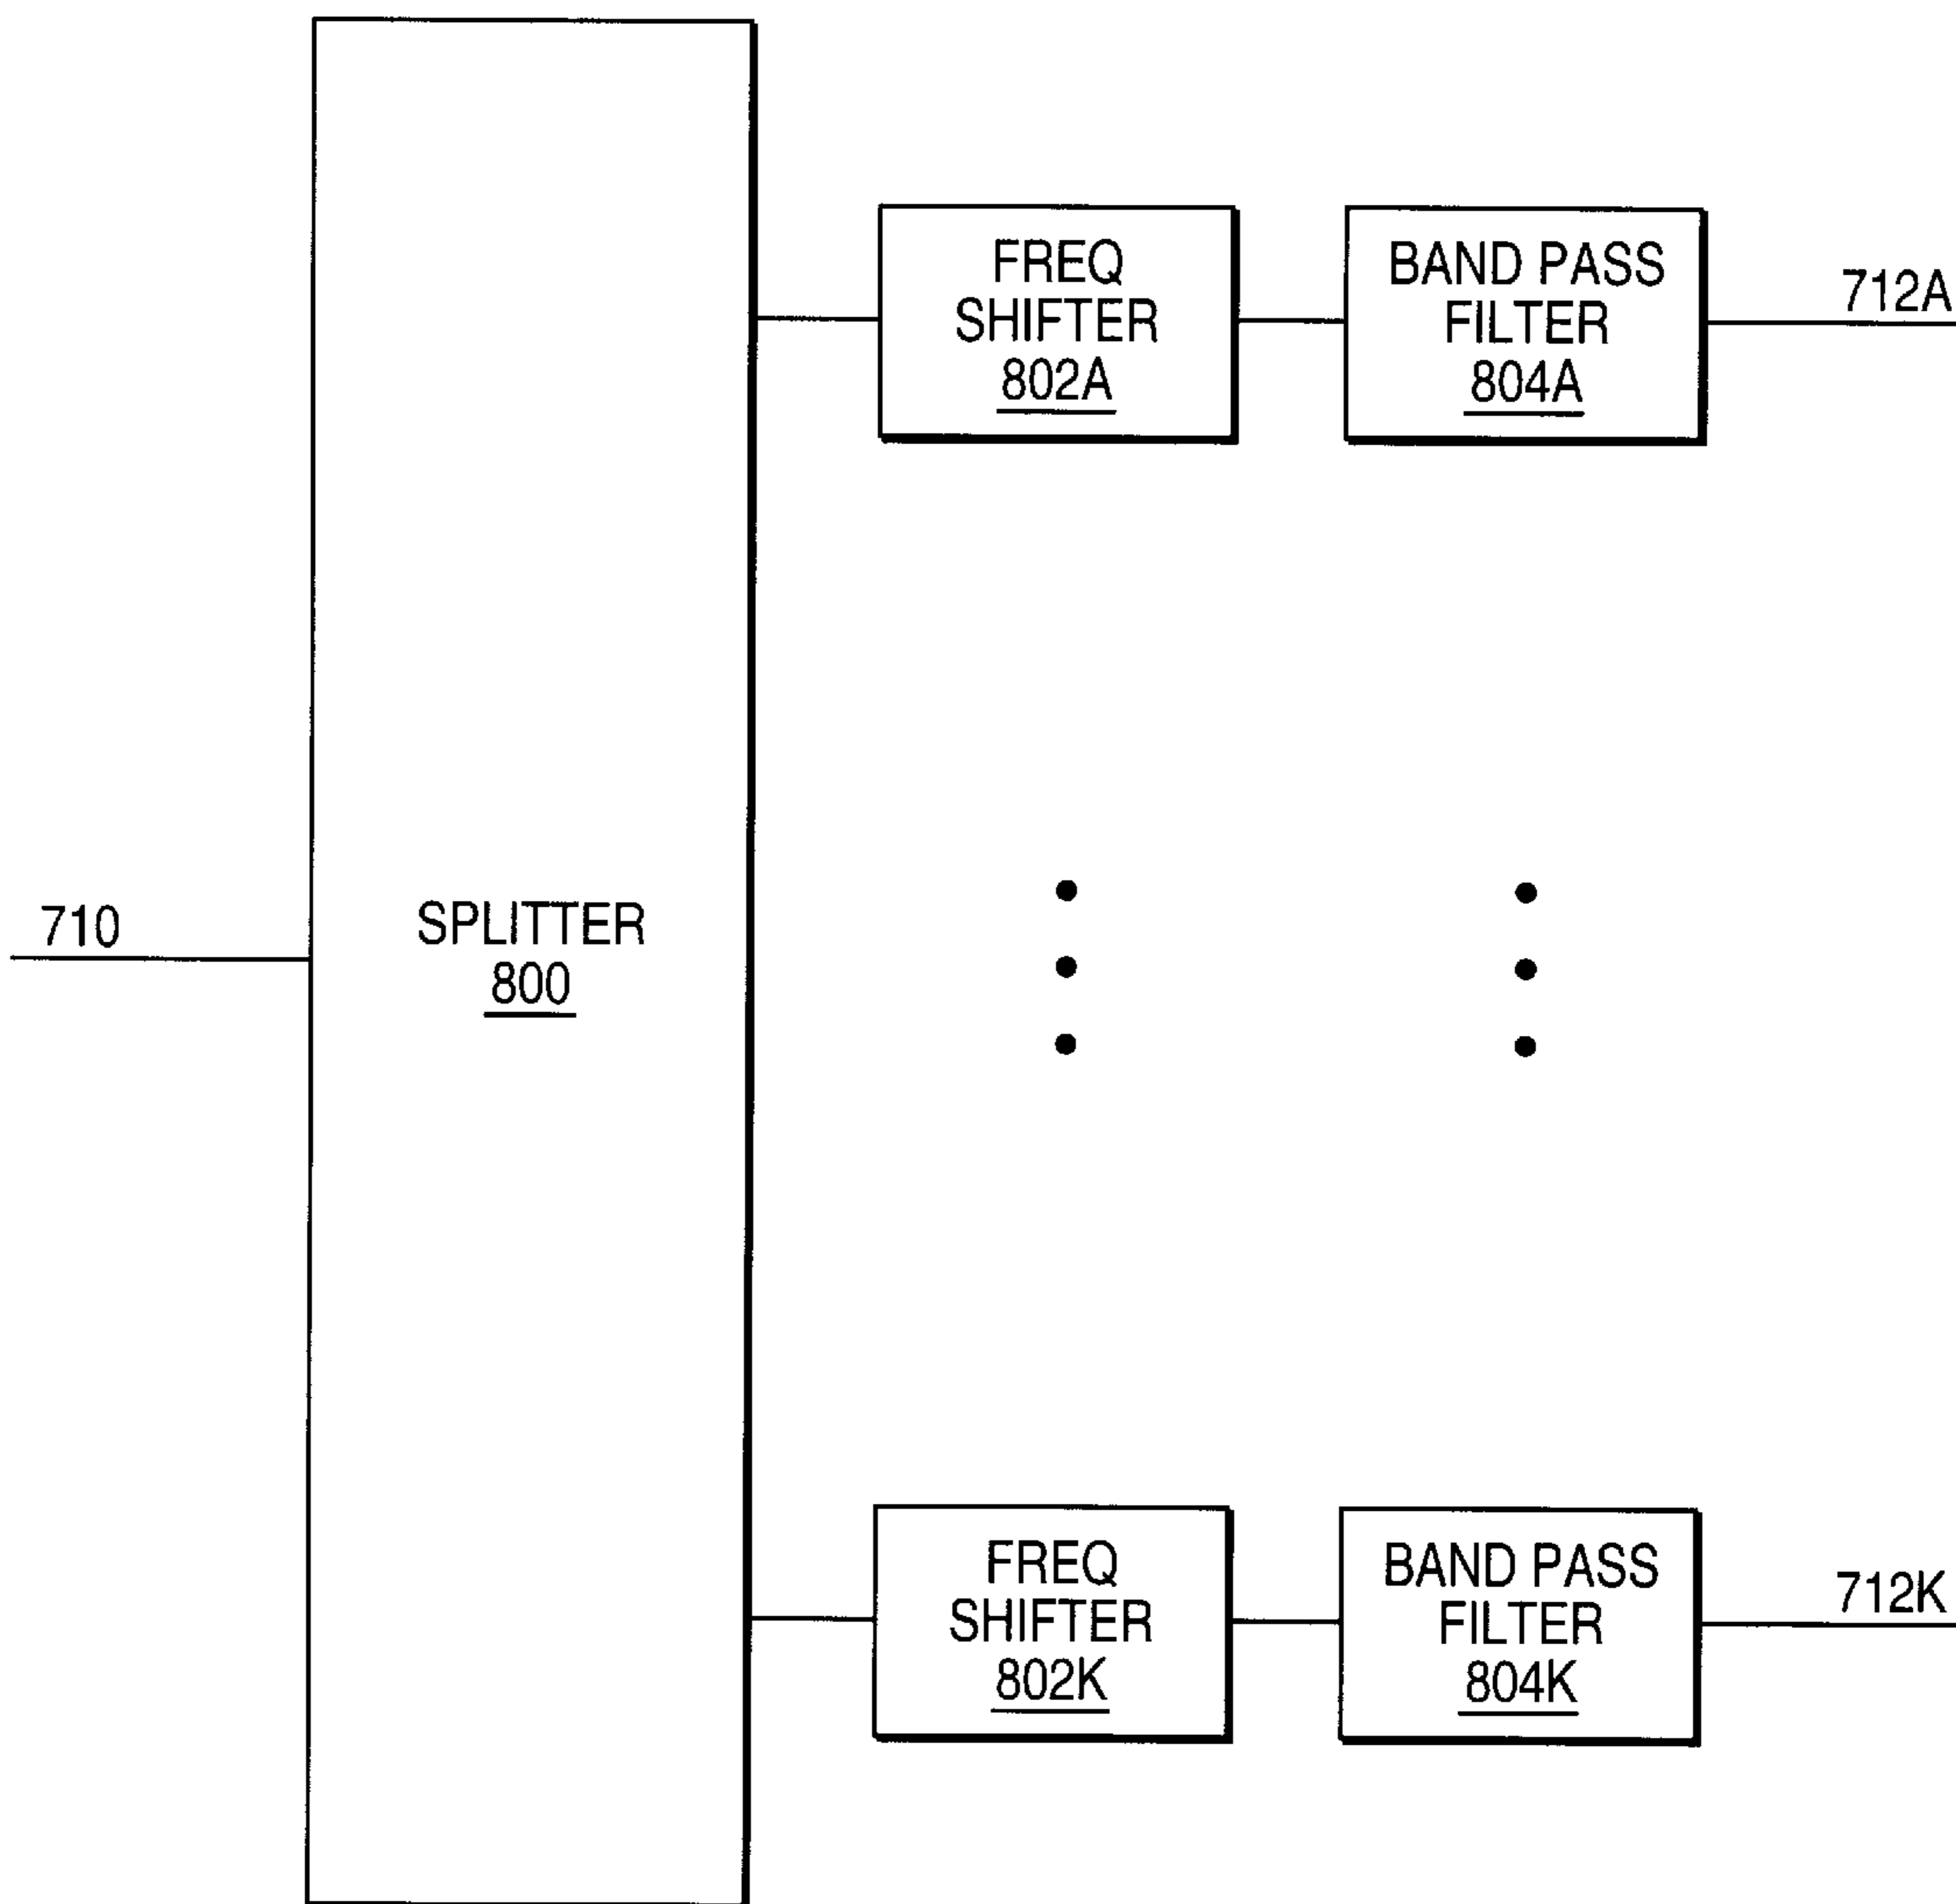 FREQ
SHIFTER
802A
BAND PASS
FILTER
804A
712A
710
SPLITTER
800
FREQ
SHIFTER
802K
BAND PASS
FILTER
804K
712K